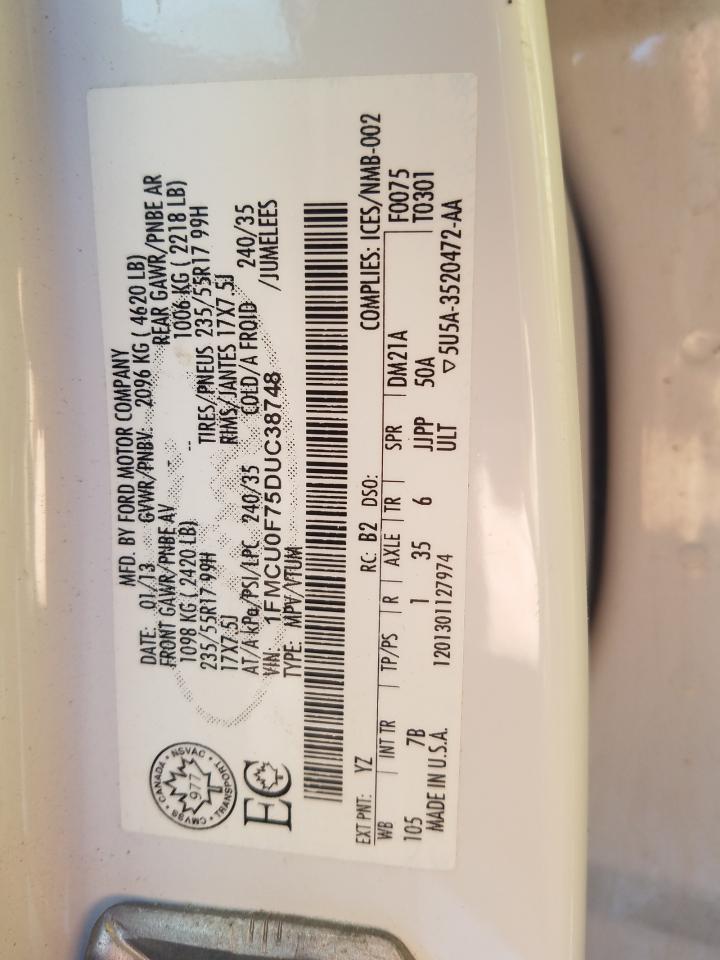 MFD. BY FORD MOTOR COMPANY
DATE: 01/13 GVWR/PNBV: 2096 KG ( 4620 LB)
FRONT GAWR/PNBE AV REAR GAWR/PNBE AR
1098 KG ( 2420 LB) -- 1006 KG ( 2218 LB)
235/55R17 99H TIRES/PNEUS 235/55R17 99H
17X7.5J RIMS/JANTES 17X7.5J
AT/A kPa/PSI/LPC 240/35 COLD/A FROID 240/35
VIN: 1FMCU0F75DUC38748 /JUMELEES
TYPE: MPV/VTUM
CMVSS • CANADA • NSVAC • TRANSPORT •
977
EC
EXT PNT: YZ RC: B2 DSO: COMPLIES: ICES/NMB-002
WB INT TR TP/PS R AXLE TR SPR DM21A F0075
105 7B 1 35 6 JJPP 50A T0301
MADE IN U.S.A. 1201301127974 ULT ▽5U5A-3520472-AA